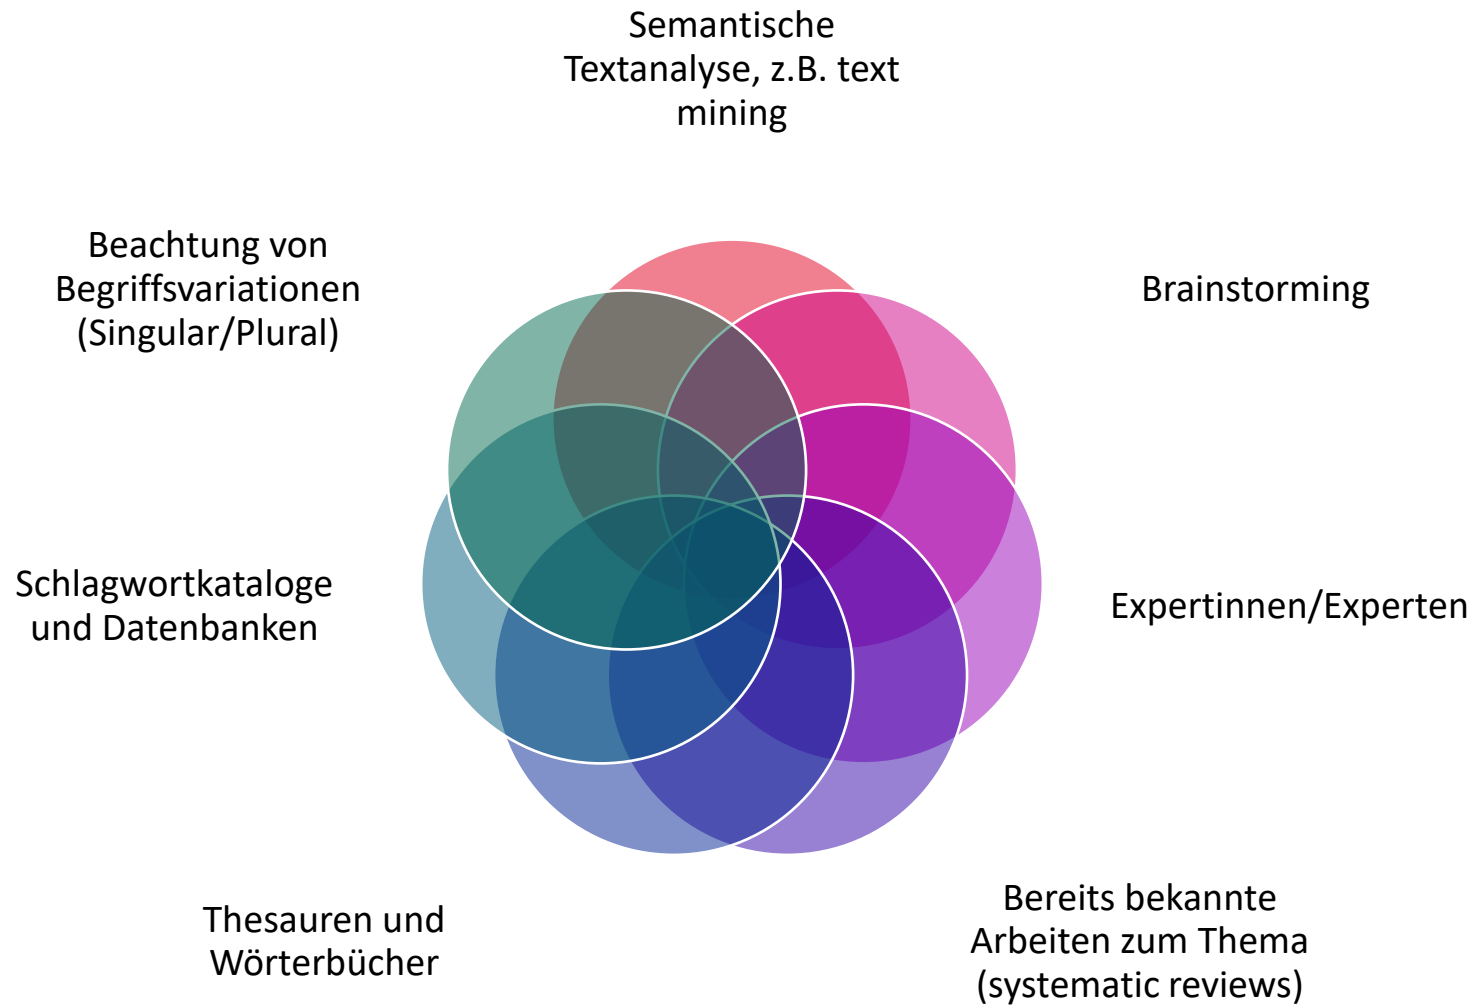 Semantische
Textanalyse, z.B. text
mining
Beachtung von
Begriffsvariationen
(Singular/Plural)
Brainstorming
Schlagwortkataloge
und Datenbanken
Expertinnen/Experten
Thesauren und
Wörterbücher
Bereits bekannte
Arbeiten zum Thema
(systematic reviews)